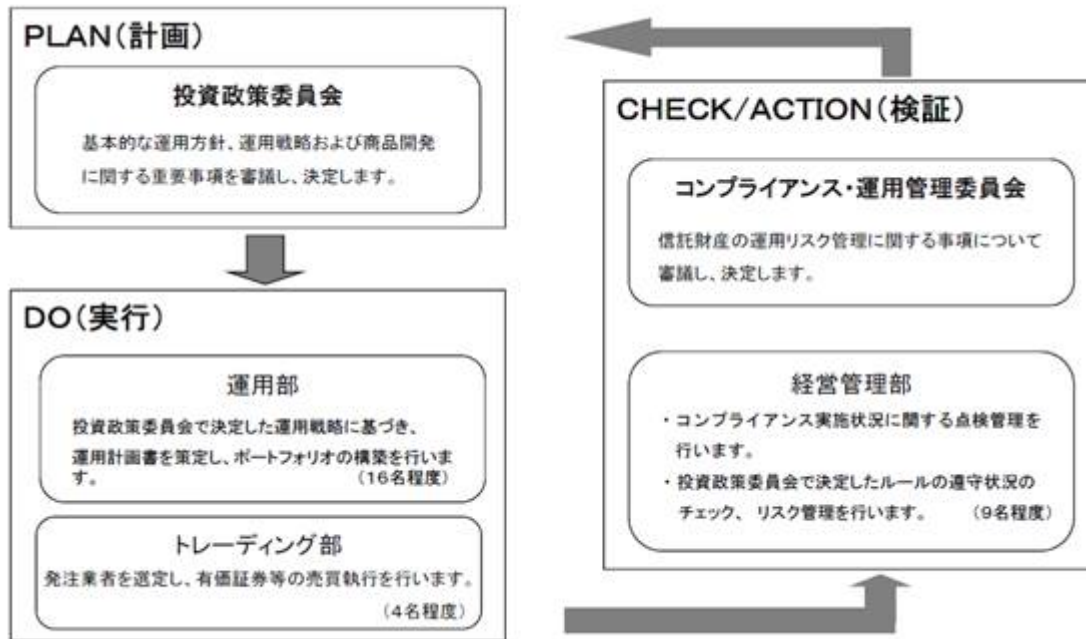 PLAN(計画)
投資政策委員会
基本的な運用方針、運用戦略および商品開発
に関する重要事項を審議し、決定します。
DO(実行)
運用部
投資政策委員会で決定した運用戦略に基づき、
運用計画書を策定し、ポートフォリオの構築を行いま
す。 (16名程度)
トレーディング部
発注業者を選定し、有価証券等の売買執行を行います。
(4名程度)
CHECK/ACTION(検証)
コンプライアンス・運用管理委員会
信託財産の運用リスク管理に関する事項について
審議し、決定します。
経営管理部
・コンプライアンス実施状況に関する点検管理を
行います。
・投資政策委員会で決定したルールの遵守状況の
チェック、リスク管理を行います。 (9名程度)